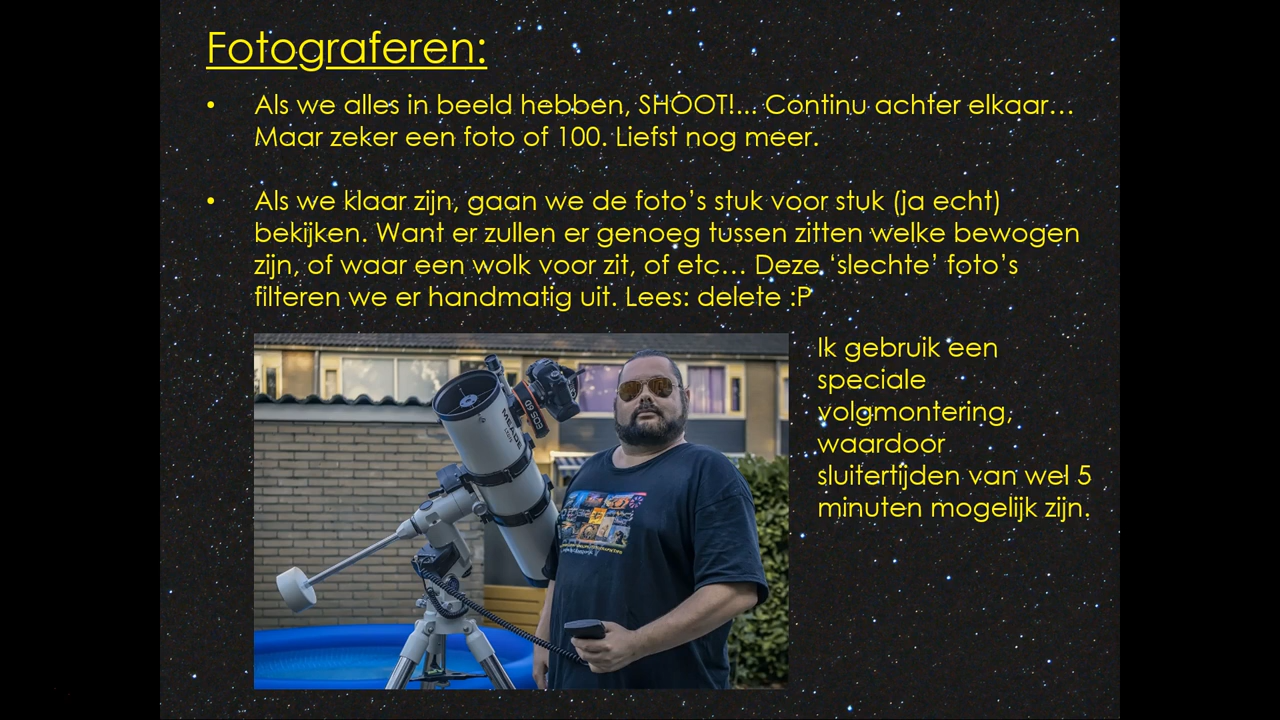 Fotograferen:
• Als we alles in beeld hebben, SHOOT!... Continu achter elkaar…
Maar zeker een foto of 100. Liefst nog meer.
• Als we klaar zijn, gaan we de foto’s stuk voor stuk (ja echt)
bekijken. Want er zullen er genoeg tussen zitten welke bewogen
zijn, of waar een wolk voor zit, of etc… Deze ‘slechte’ foto’s
filteren we er handmatig uit. Lees: delete :P
Ik gebruik een
speciale
volgmontering,
waardoor
sluitertijden van wel 5
minuten mogelijk zijn.
MEADE
EOS 6D